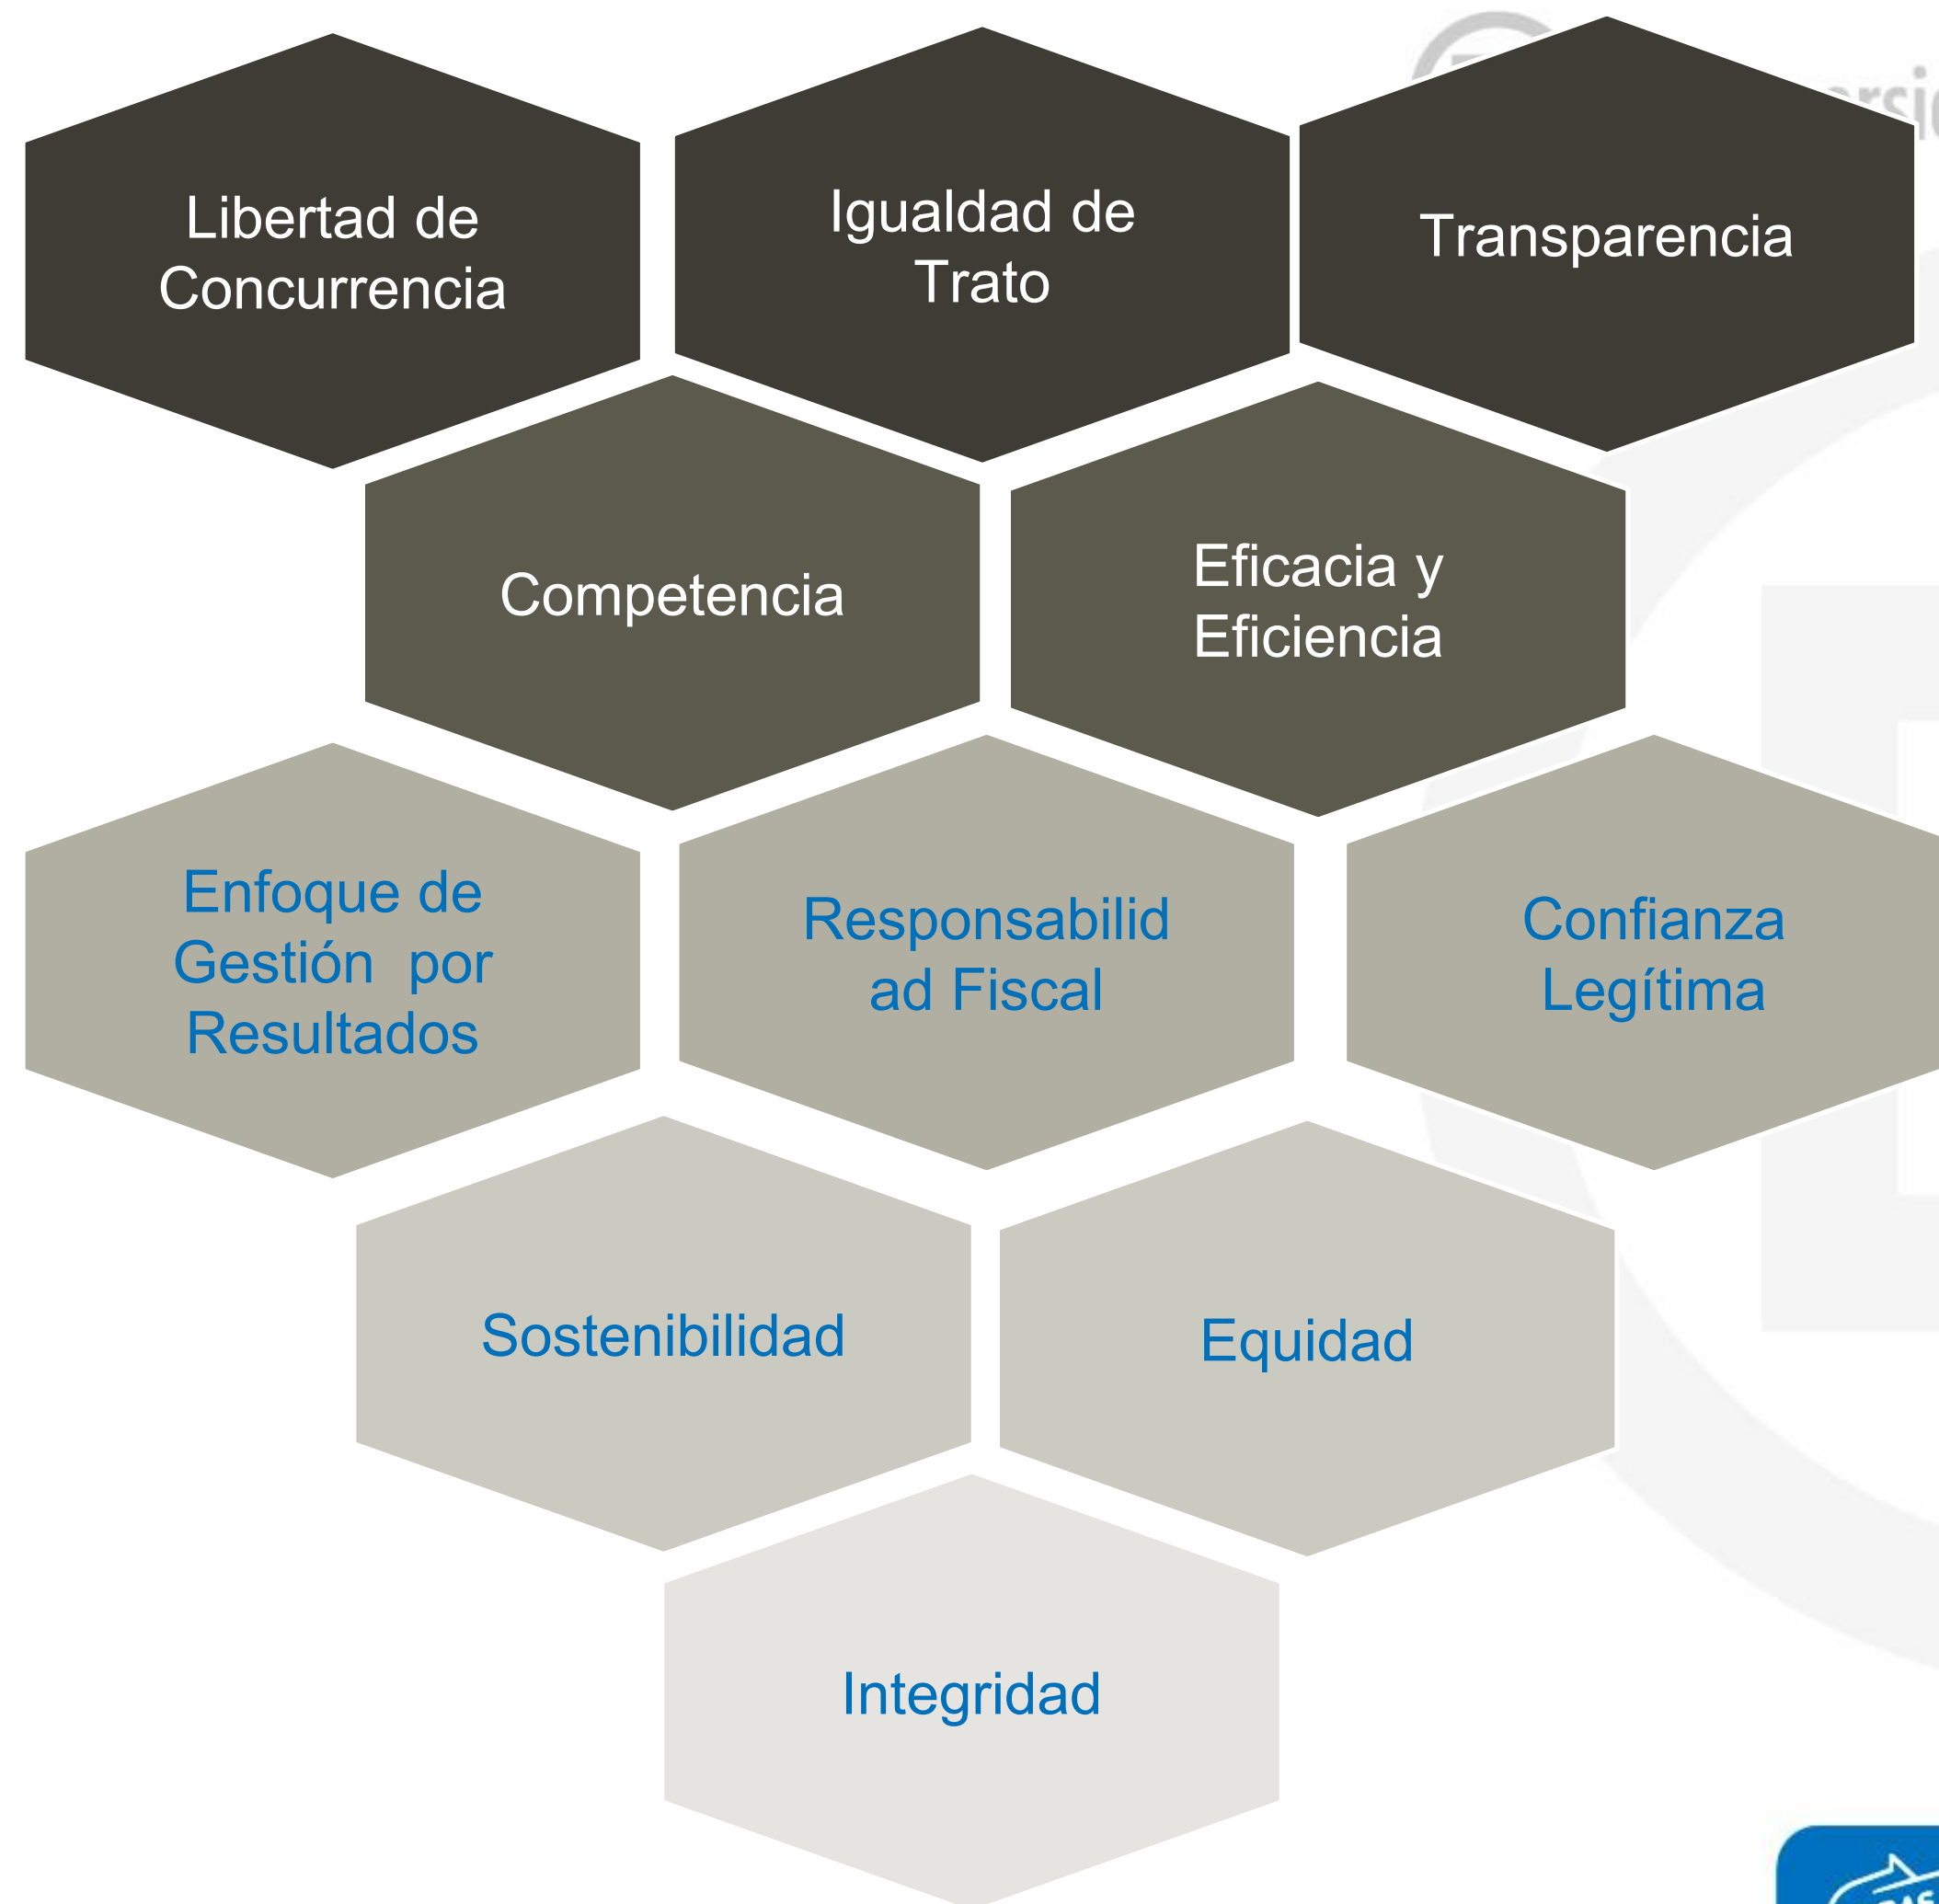 Libertad de
Concurrencia
Igualdad de
Trato
Transparencia
Competencia
Eficacia y
Eficiencia
Enfoque de
Gestión  por
Resultados
Responsabilid
ad Fiscal
Confianza
Legítima
Sostenibilidad
Equidad
Integridad